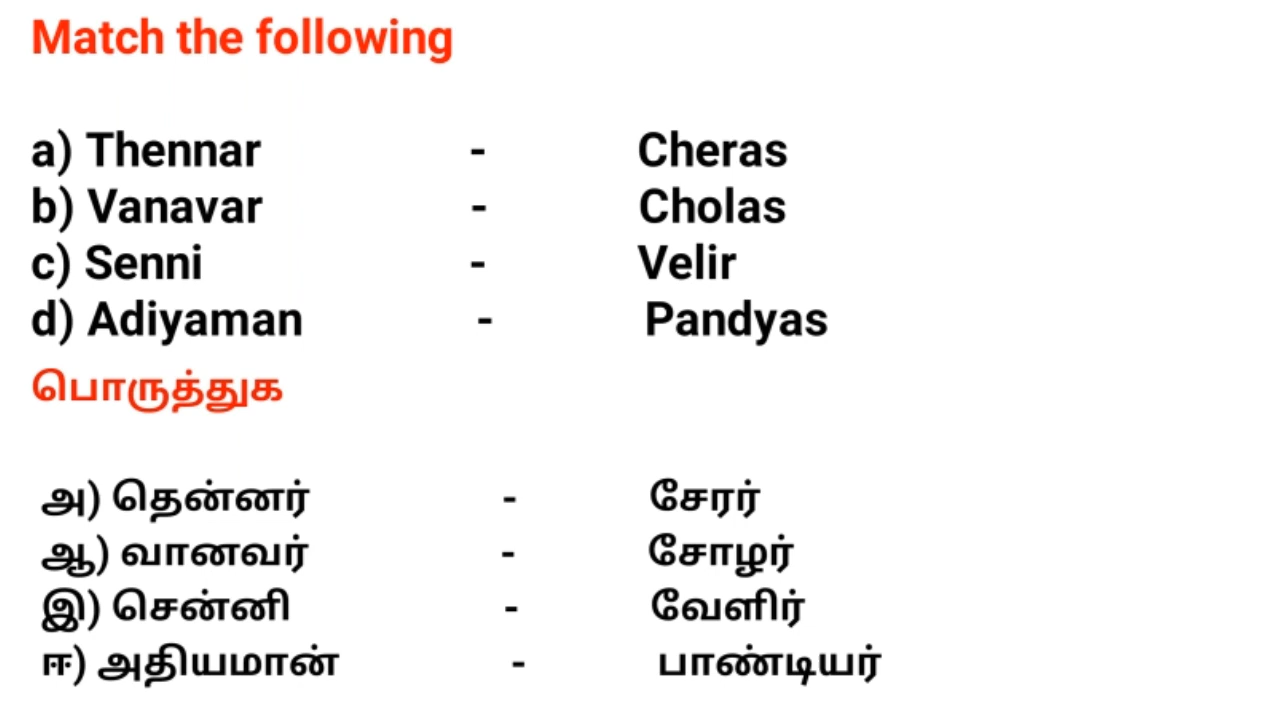 Match the following
a) Thennar - Cheras
b) Vanavar - Cholas
c) Senni - Velir
d) Adiyaman - Pandyas
பொருத்துக
அ) தென்னர் - சேரர்
ஆ) வானவர் - சோழர்
இ) சென்னி - வேளிர்
ஈ) அதியமான் - பாண்டியர்